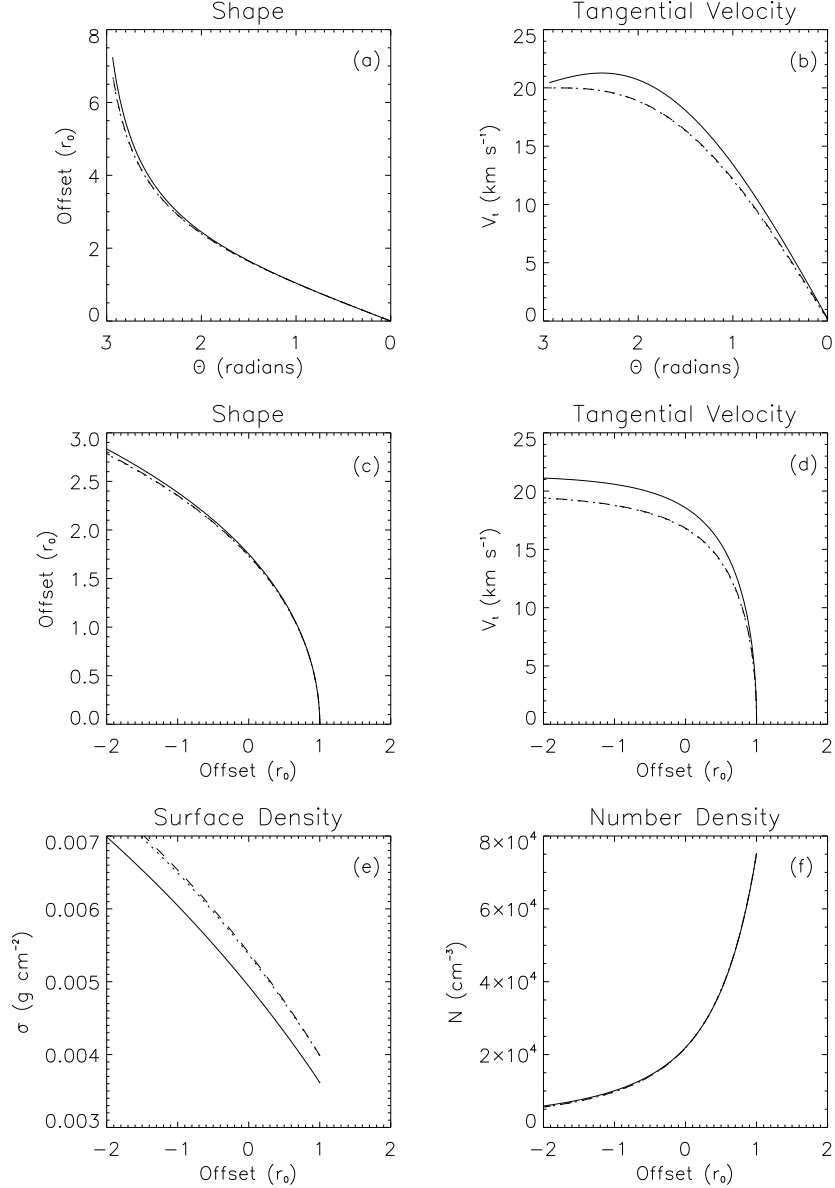 Shape
Tangential Velocity
8
(a)
6
4
2
0
Offset (r₀)
3 2 1 0
Θ (radians)
25
(b)
20
15
10
5
0
Vₜ (km s⁻¹)
3 2 1 0
Θ (radians)
Shape
Tangential Velocity
3.0
(c)
2.5
2.0
1.5
1.0
0.5
0.0
Offset (r₀)
−2 −1 0 1 2
Offset (r₀)
25
(d)
20
15
10
5
0
Vₜ (km s⁻¹)
−2 −1 0 1 2
Offset (r₀)
Surface Density
Number Density
0.007
(e)
0.006
0.005
0.004
0.003
σ (g cm⁻²)
−2 −1 0 1 2
Offset (r₀)
8×10⁴
(f)
6×10⁴
4×10⁴
2×10⁴
0
N (cm⁻³)
−2 −1 0 1 2
Offset (r₀)